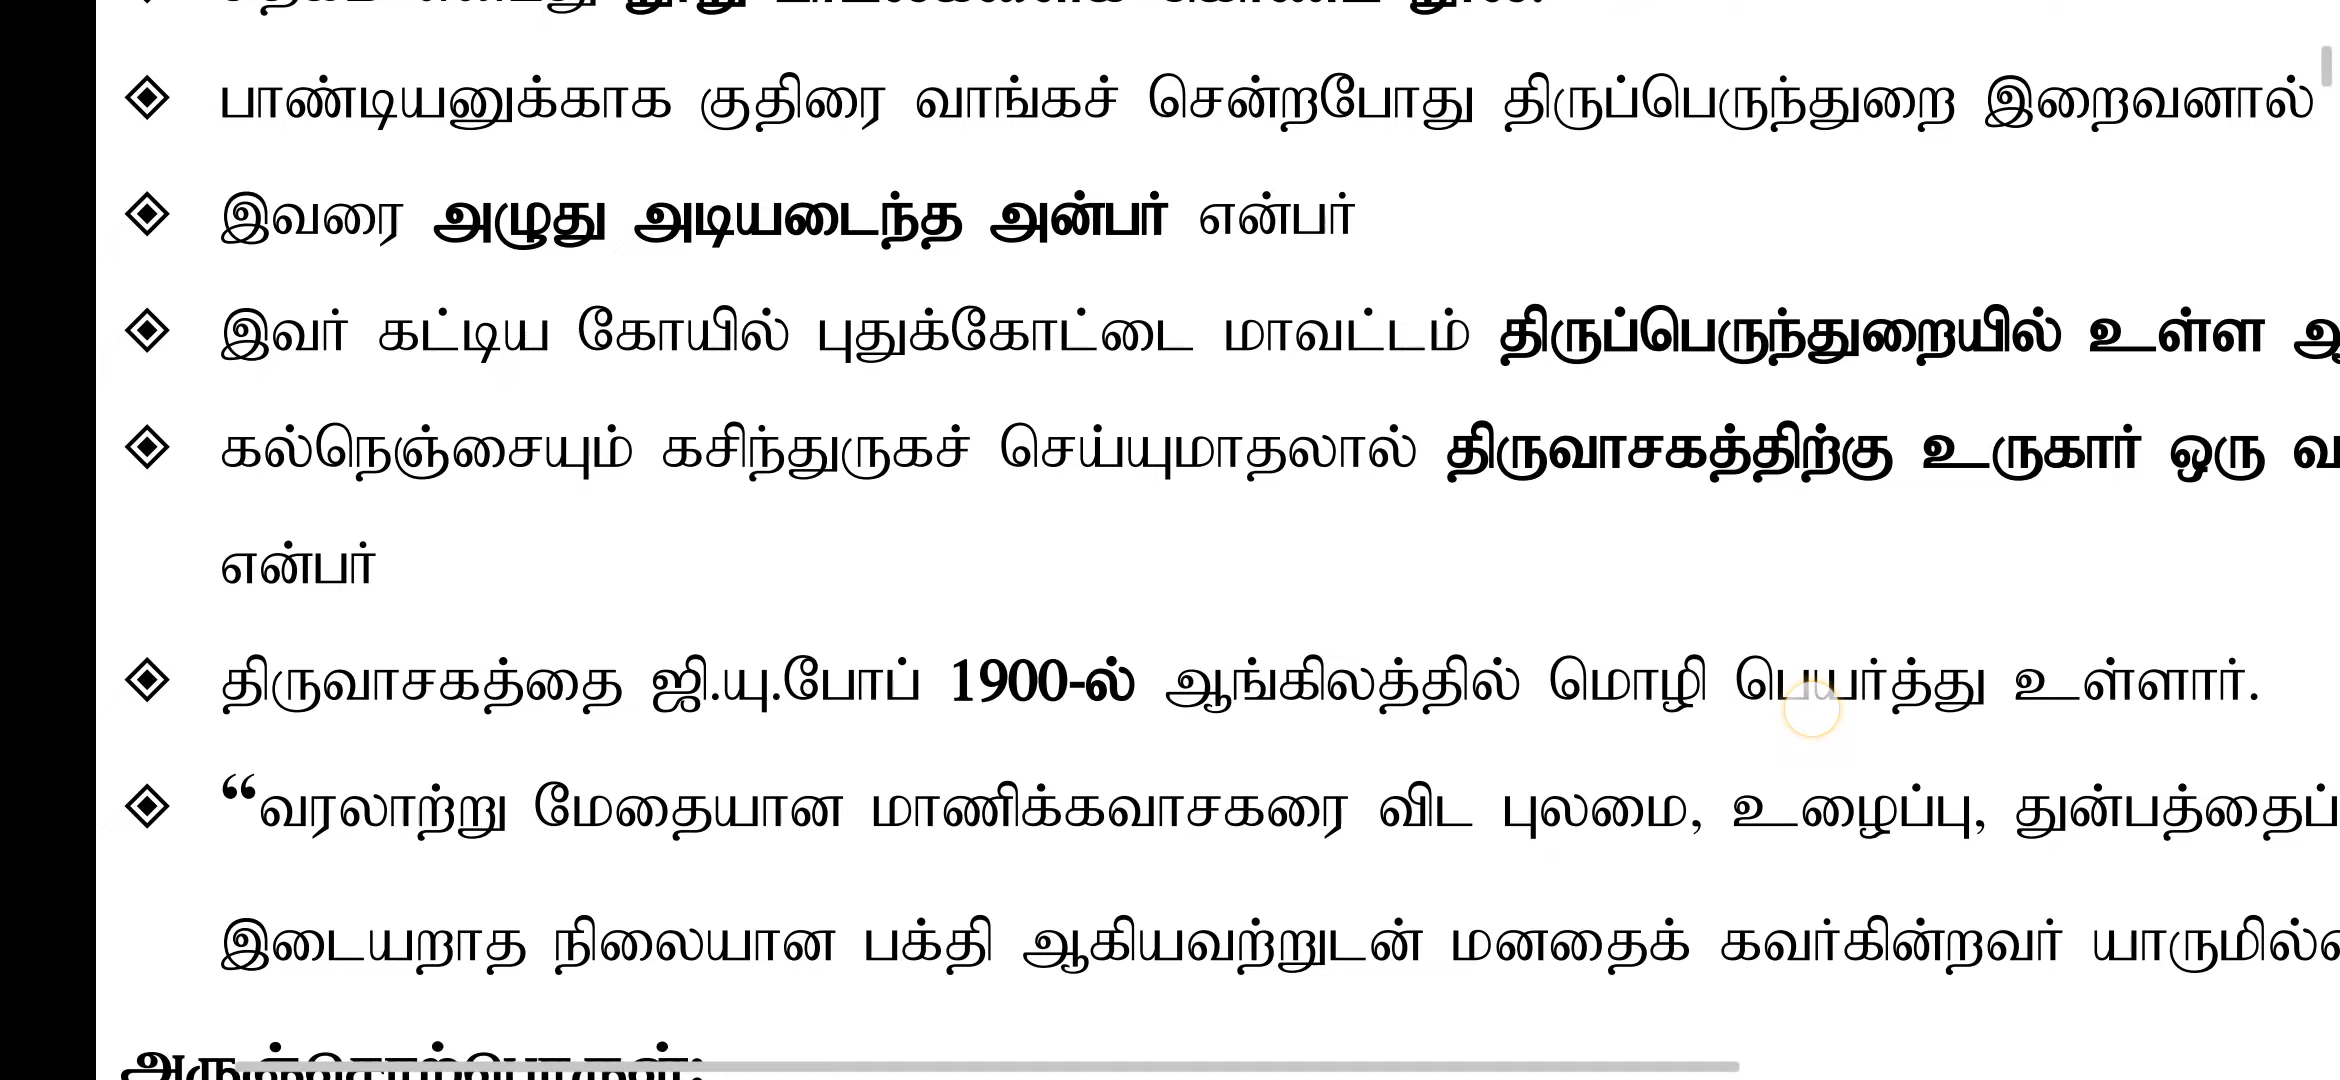 பாண்டியனுக்காக குதிரை வாங்கச் சென்றபோது திருப்பெருந்துறை இறைவனால்
இவரை அழுது அடியடைந்த அன்பர் என்பர்
இவர் கட்டிய கோயில் புதுக்கோட்டை மாவட்டம் திருப்பெருந்துறையில் உள்ள
கல்நெஞ்சையும் கசிந்துருகச் செய்யுமாதலால் திருவாசகத்திற்கு உருகார் ஒரு
என்பர்
திருவாசகத்தை ஜி.யு.போப் 1900-ல் ஆங்கிலத்தில் மொழி பெயர்த்து உள்ளார்.
“வரலாற்று மேதையான மாணிக்கவாசகரை விட புலமை, உழைப்பு, துன்பத்தைப்
இடையறாத நிலையான பக்தி ஆகியவற்றுடன் மனதைக் கவர்கின்றவர்